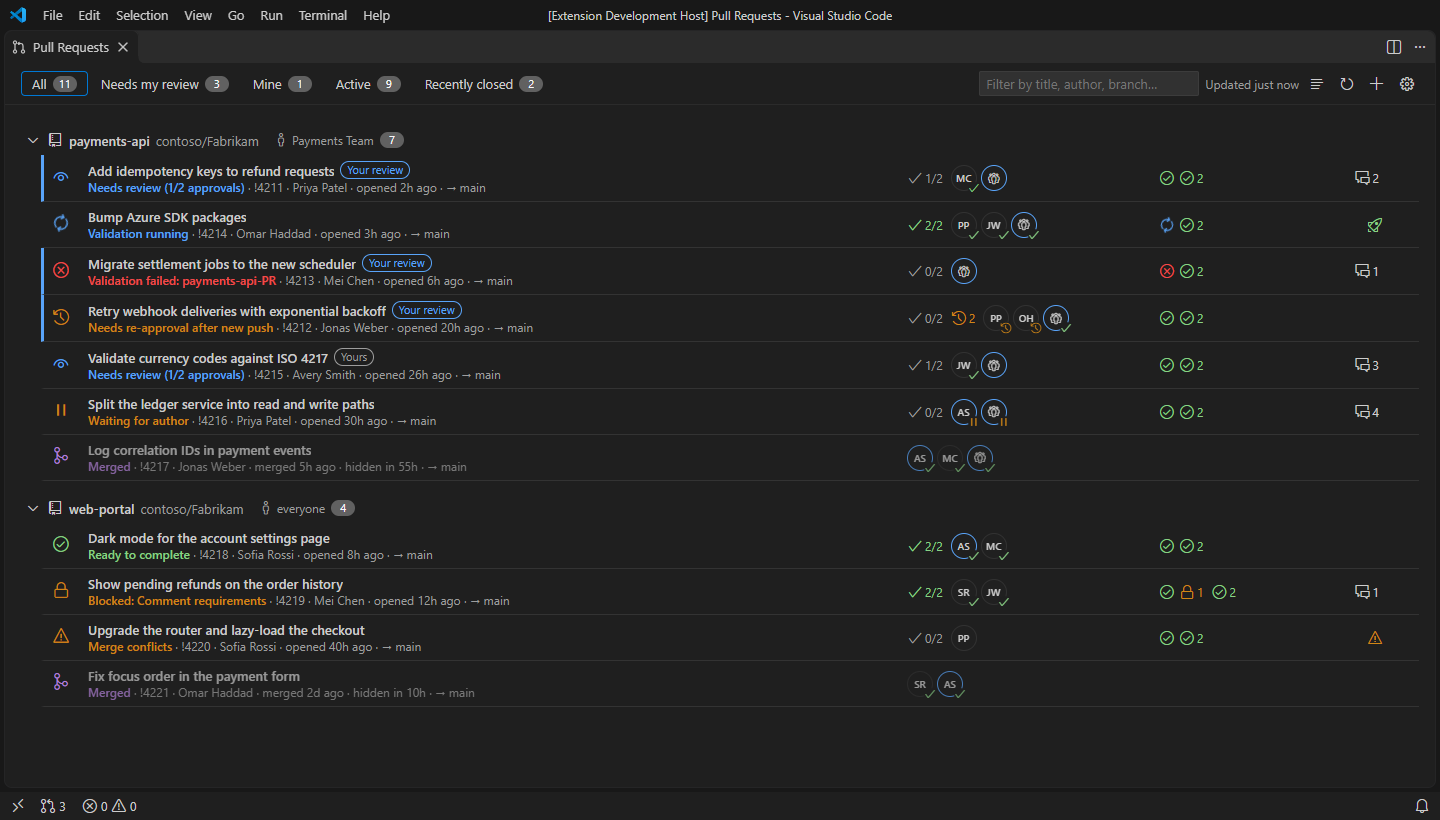 File Edit Selection View Go Run Terminal Help [Extension Development Host] Pull Requests - Visual Studio Code
Pull Requests
All 11 Needs my review 3 Mine 1 Active 9 Recently closed 2 Filter by title, author, branch... Updated just now
payments-api contoso/Fabrikam Payments Team 7
Add idempotency keys to refund requests Your review
Needs review (1/2 approvals) · !4211 · Priya Patel · opened 2h ago · → main 1/2 MC 2 2
Bump Azure SDK packages
Validation running · !4214 · Omar Haddad · opened 3h ago · → main 2/2 PP JW 2
Migrate settlement jobs to the new scheduler Your review
Validation failed: payments-api-PR · !4213 · Mei Chen · opened 6h ago · → main 0/2 2 1
Retry webhook deliveries with exponential backoff Your review
Needs re-approval after new push · !4212 · Jonas Weber · opened 20h ago · → main 0/2 2 PP OH 2
Validate currency codes against ISO 4217 Yours
Needs review (1/2 approvals) · !4215 · Avery Smith · opened 26h ago · → main 1/2 JW 2 3
Split the ledger service into read and write paths
Waiting for author · !4216 · Priya Patel · opened 30h ago · → main 0/2 AS 2 4
Log correlation IDs in payment events
Merged · !4217 · Jonas Weber · merged 5h ago · hidden in 55h · → main AS MC
web-portal contoso/Fabrikam everyone 4
Dark mode for the account settings page
Ready to complete · !4218 · Sofia Rossi · opened 8h ago · → main 2/2 AS MC 2
Show pending refunds on the order history
Blocked: Comment requirements · !4219 · Mei Chen · opened 12h ago · → main 2/2 SR JW 1 2 1
Upgrade the router and lazy-load the checkout
Merge conflicts · !4220 · Sofia Rossi · opened 40h ago · → main 0/2 PP 2
Fix focus order in the payment form
Merged · !4221 · Omar Haddad · merged 2d ago · hidden in 10h · → main SR AS
3 0 0